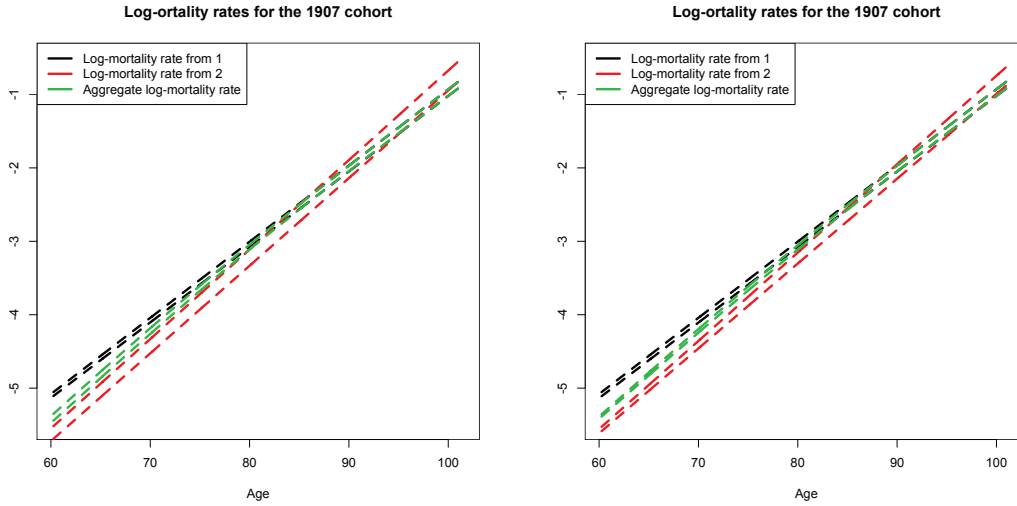 Log-ortality rates for the 1907 cohort
Log-mortality rate from 1
Log-mortality rate from 2
Aggregate log-mortality rate
-1
-2
-3
-4
-5
60 70 80 90 100
Age
Log-ortality rates for the 1907 cohort
Log-mortality rate from 1
Log-mortality rate from 2
Aggregate log-mortality rate
-1
-2
-3
-4
-5
60 70 80 90 100
Age